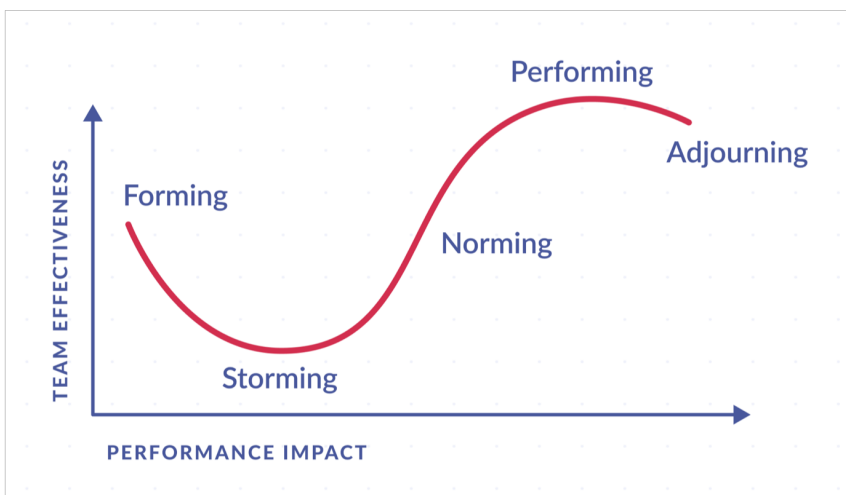 Performing
Adjourning
Forming
Norming
Storming
TEAM EFFECTIVENESS
PERFORMANCE IMPACT